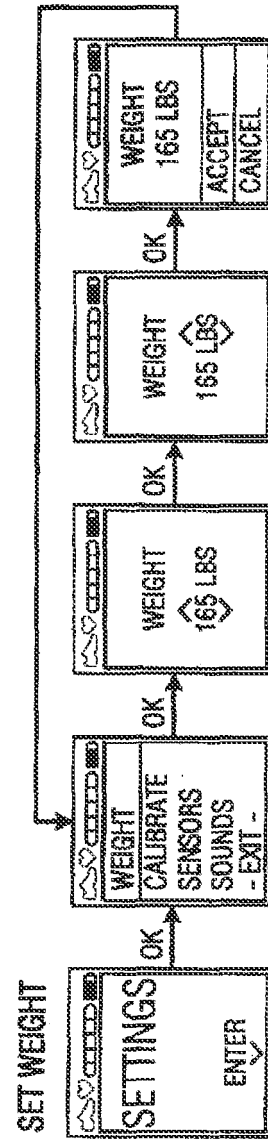 SET WEIGHT
SETTINGS
ENTER
OK
WEIGHT
CALIBRATE
SENSORS
SOUNDS
- EXIT -
OK
WEIGHT
165 LBS
OK
WEIGHT
165 LBS
OK
WEIGHT
165 LBS
ACCEPT
CANCEL